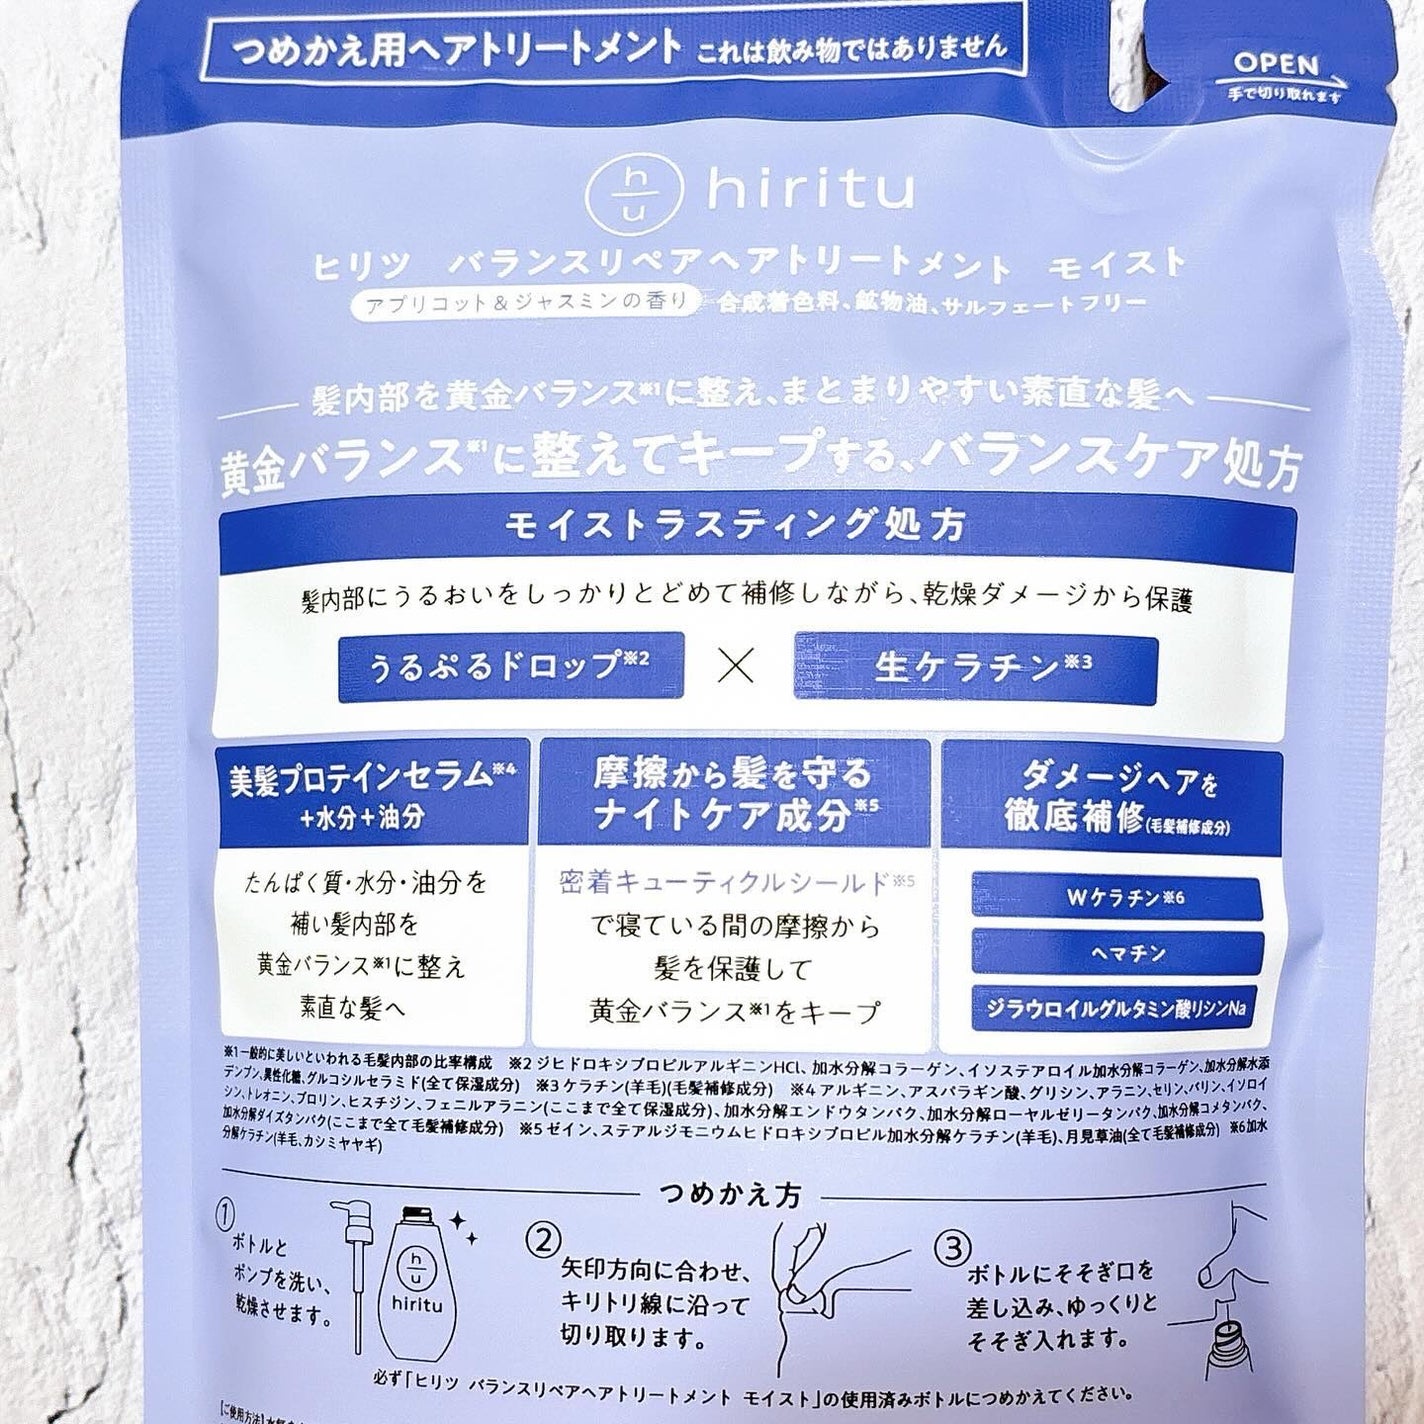 つめかえ用ヘアトリートメント これは飲み物ではありません
OPEN
手で切り取れます
h
u
hiritu
ヒリツ バランスリペアヘアトリートメント モイスト
アプリコット&ジャスミンの香り 合成着色料、鉱物油、サルフェートフリー
髪内部を黄金バランス※1に整え、まとまりやすい素直な髪へ
黄金バランス※1に整えてキープする、バランスケア処方
モイストラスティング処方
髪内部にうるおいをしっかりとどめて補修しながら、乾燥ダメージから保護
うるぷるドロップ※2 × 生ケラチン※3
美髪プロテインセラム※4
+水分+油分
たんぱく質・水分・油分を
補い髪内部を
黄金バランス※1に整え
素直な髪へ
摩擦から髪を守る
ナイトケア成分※5
密着キューティクルシールド※5
で寝ている間の摩擦から
髪を保護して
黄金バランス※1をキープ
ダメージヘアを
徹底補修(毛髪補修成分)
Wケラチン※6
ヘマチン
ジラウロイルグルタミン酸リシンNa
※1一般的に美しいといわれる毛髪内部の比率構成 ※2ジヒドロキシプロピルアルギニンHCl、加水分解コラーゲン、イソステアロイル加水分解コラーゲン、加水分解水添
デンプン、異性化糖、グルコシルセラミド(全て保湿成分) ※3ケラチン(羊毛)(毛髪補修成分) ※4アルギニン、アスパラギン酸、グリシン、アラニン、セリン、バリン、イソロイ
シン、トレオニン、プロリン、ヒスチジン、フェニルアラニン(ここまで全て保湿成分)、加水分解エンドウタンパク、加水分解ローヤルゼリータンパク、加水分解コメタンパク、
加水分解ダイズタンパク(ここまで全て毛髪補修成分) ※5ゼイン、ステアルジモニウムヒドロキシプロピル加水分解ケラチン(羊毛)、月見草油(全て毛髪補修成分) ※6加水
分解ケラチン(羊毛、カシミヤヤギ)
つめかえ方
①
ボトルと
ポンプを洗い、
乾燥させます。
h
u
hiritu
②
矢印方向に合わせ、
キリトリ線に沿って
切り取ります。
③
ボトルにそそぎ口を
差し込み、ゆっくりと
そそぎ入れます。
必ず「ヒリツ バランスリペアヘアトリートメント モイスト」の使用済みボトルにつめかえてください。
【ご使用方法】